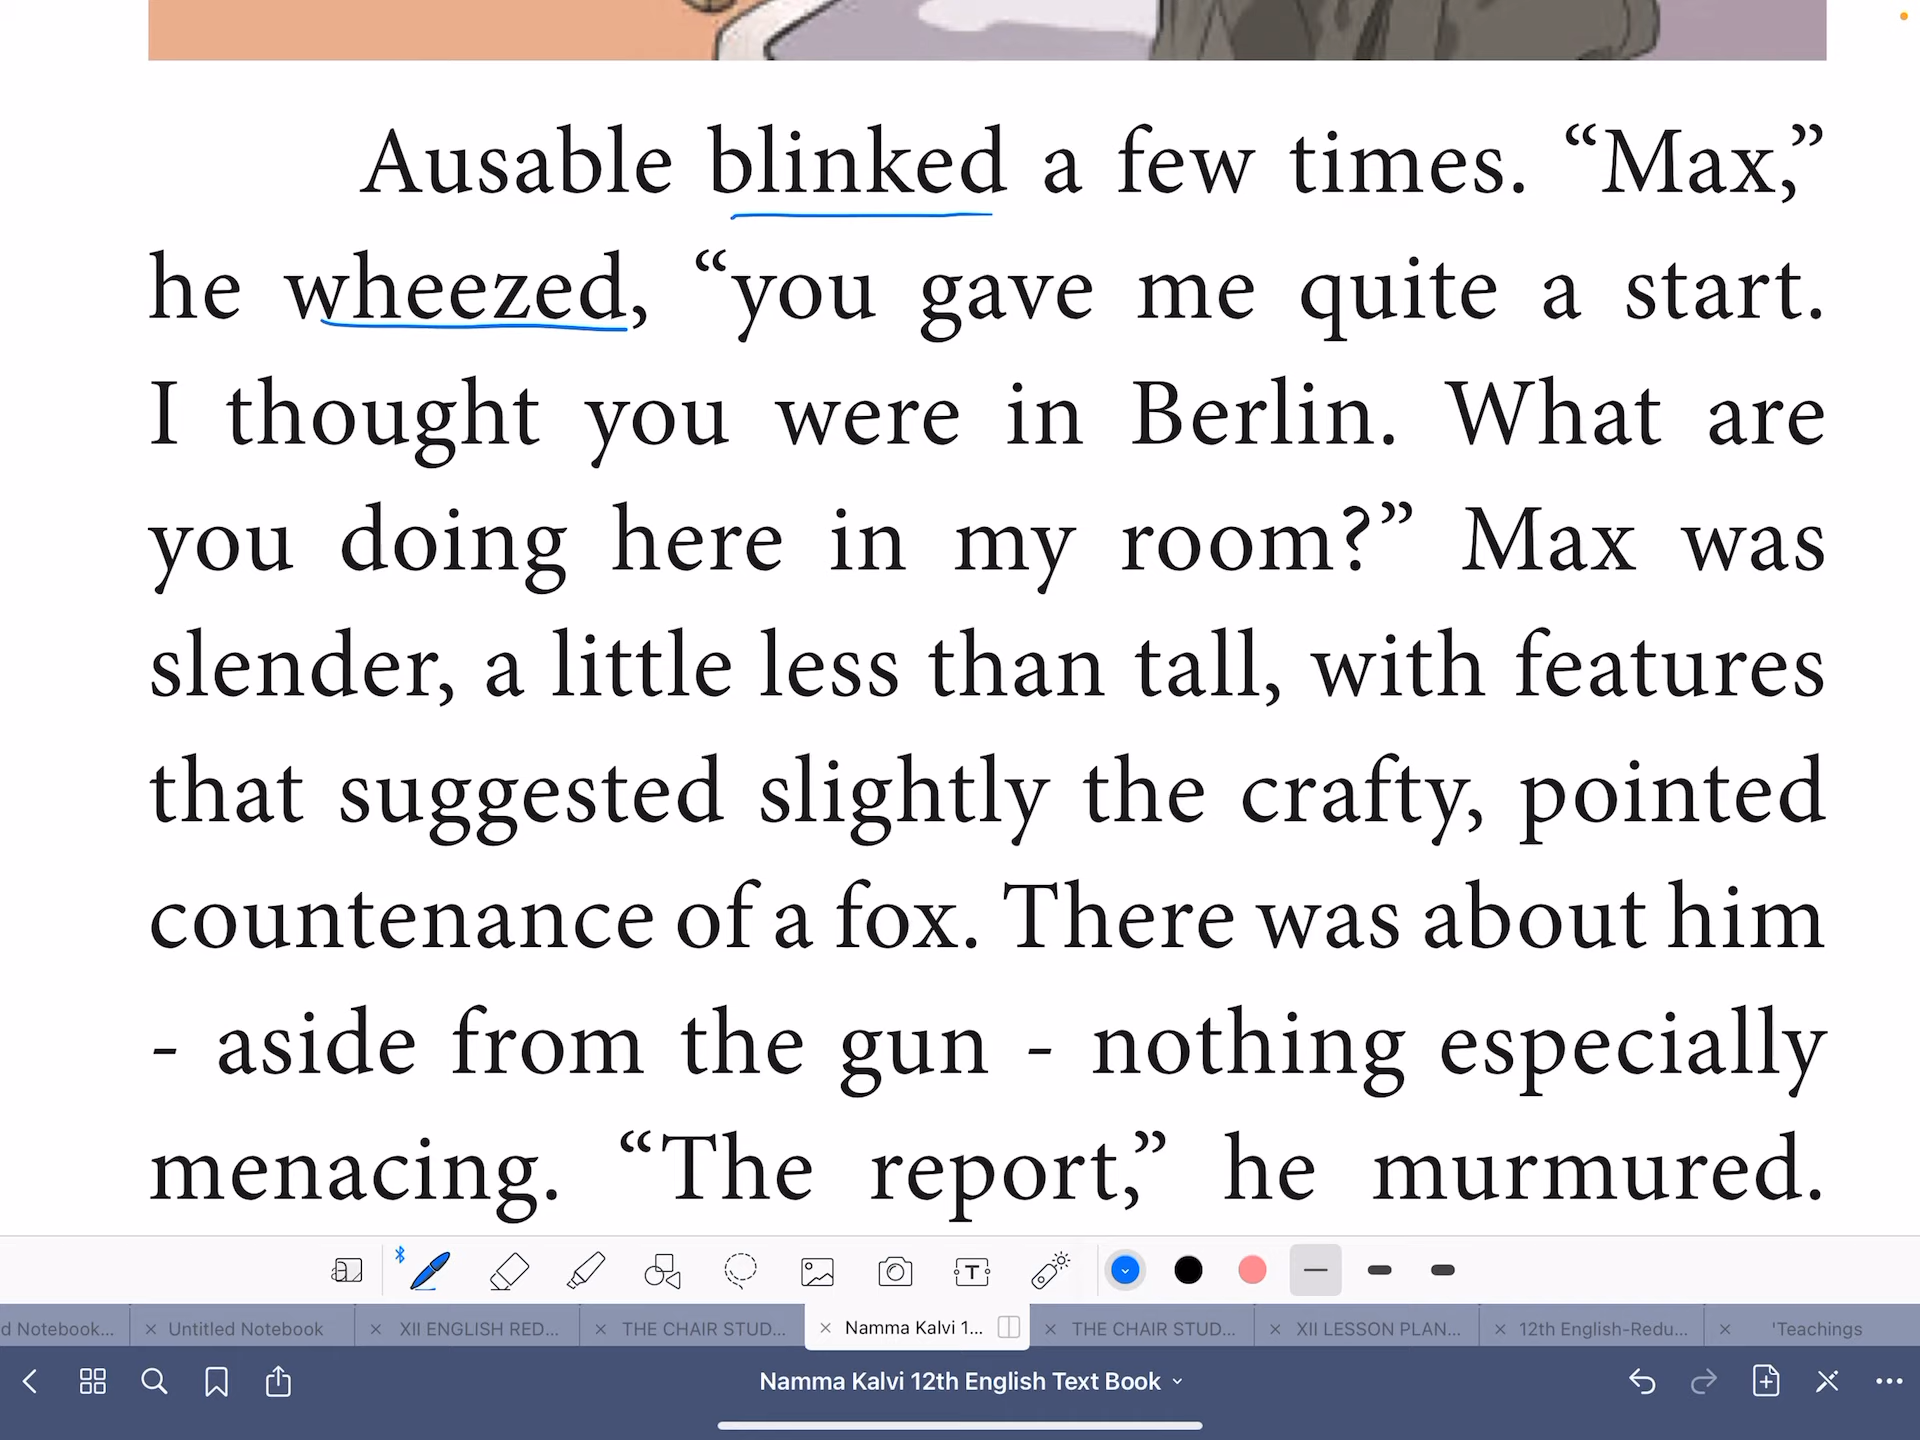 Ausable blinked a few times. “Max,”
he wheezed, “you gave me quite a start.
I thought you were in Berlin. What are
you doing here in my room?” Max was
slender, a little less than tall, with features
that suggested slightly the crafty, pointed
countenance of a fox. There was about him
- aside from the gun - nothing especially
menacing. “The report,” he murmured.
d Notebook... × Untitled Notebook × XII ENGLISH RED... × THE CHAIR STUD... × Namma Kalvi 1... × THE CHAIR STUD... × XII LESSON PLAN... × 12th English-Redu... × 'Teachings
Namma Kalvi 12th English Text Book